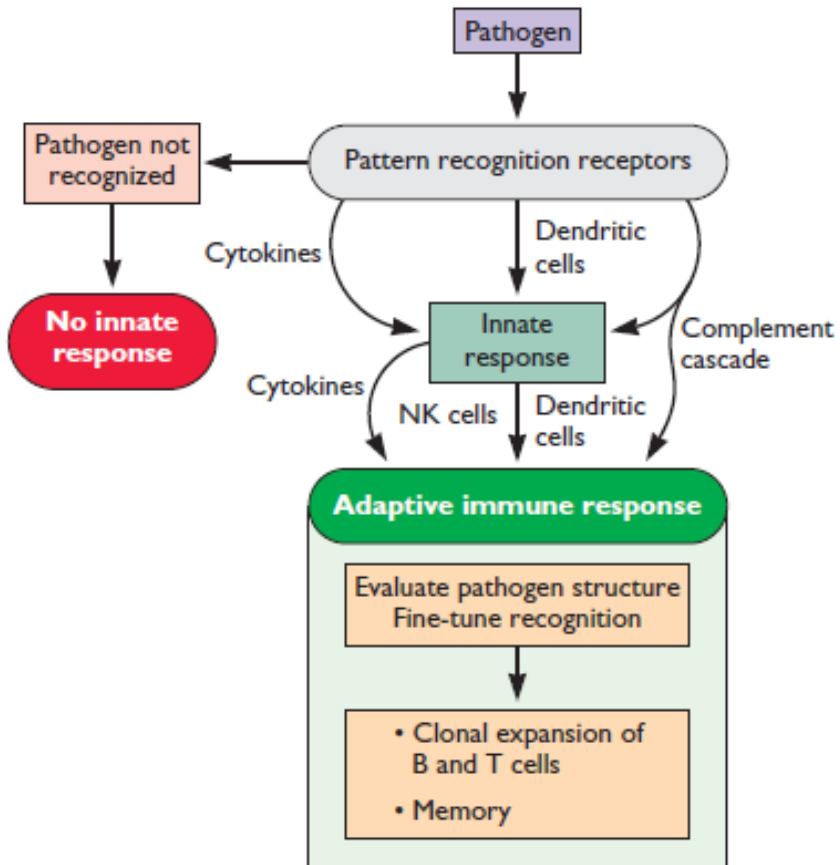 Pathogen
Pathogen not
recognized
Pattern recognition receptors
Cytokines
Dendritic
cells
No innate
response
Innate
response
Complement
cascade
Cytokines
NK cells
Dendritic
cells
Adaptive immune response
Evaluate pathogen structure
Fine-tune recognition
• Clonal expansion of
B and T cells
• Memory